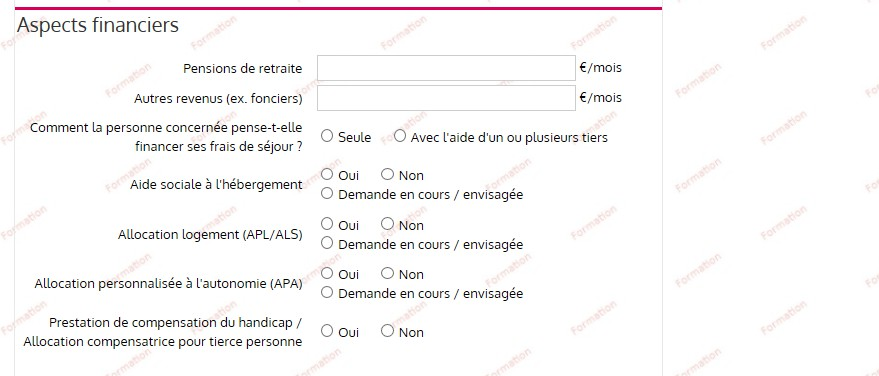 Aspects financiers
Pensions de retraite €/mois
Autres revenus (ex. fonciers) €/mois
Comment la personne concernée pense-t-elle
financer ses frais de séjour ? Seule Avec l'aide d'un ou plusieurs tiers
Aide sociale à l'hébergement Oui Non
Demande en cours / envisagée
Allocation logement (APL/ALS) Oui Non
Demande en cours / envisagée
Allocation personnalisée à l'autonomie (APA) Oui Non
Demande en cours / envisagée
Prestation de compensation du handicap /
Allocation compensatrice pour tierce personne Oui Non
Formation